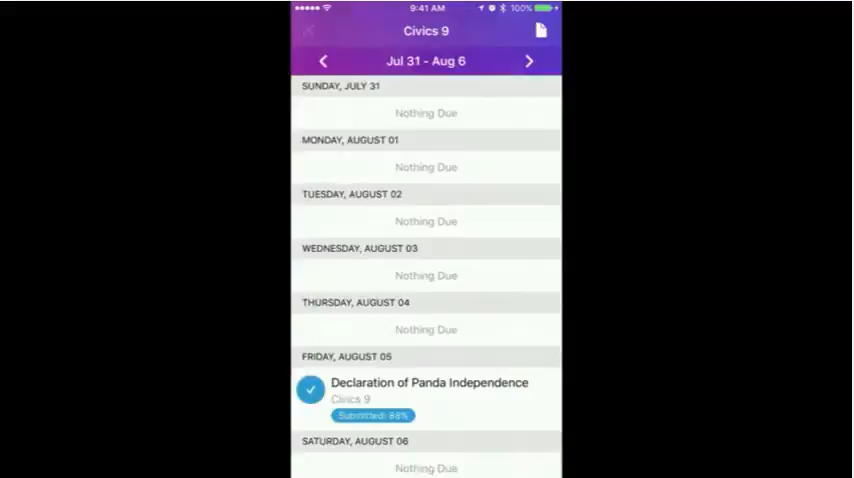 9:41 AM 100%
Civics 9
Jul 31 - Aug 6
SUNDAY, JULY 31
Nothing Due
MONDAY, AUGUST 01
Nothing Due
TUESDAY, AUGUST 02
Nothing Due
WEDNESDAY, AUGUST 03
Nothing Due
THURSDAY, AUGUST 04
Nothing Due
FRIDAY, AUGUST 05
Declaration of Panda Independence
Civics 9
Submitted: 88%
SATURDAY, AUGUST 06
Nothing Due